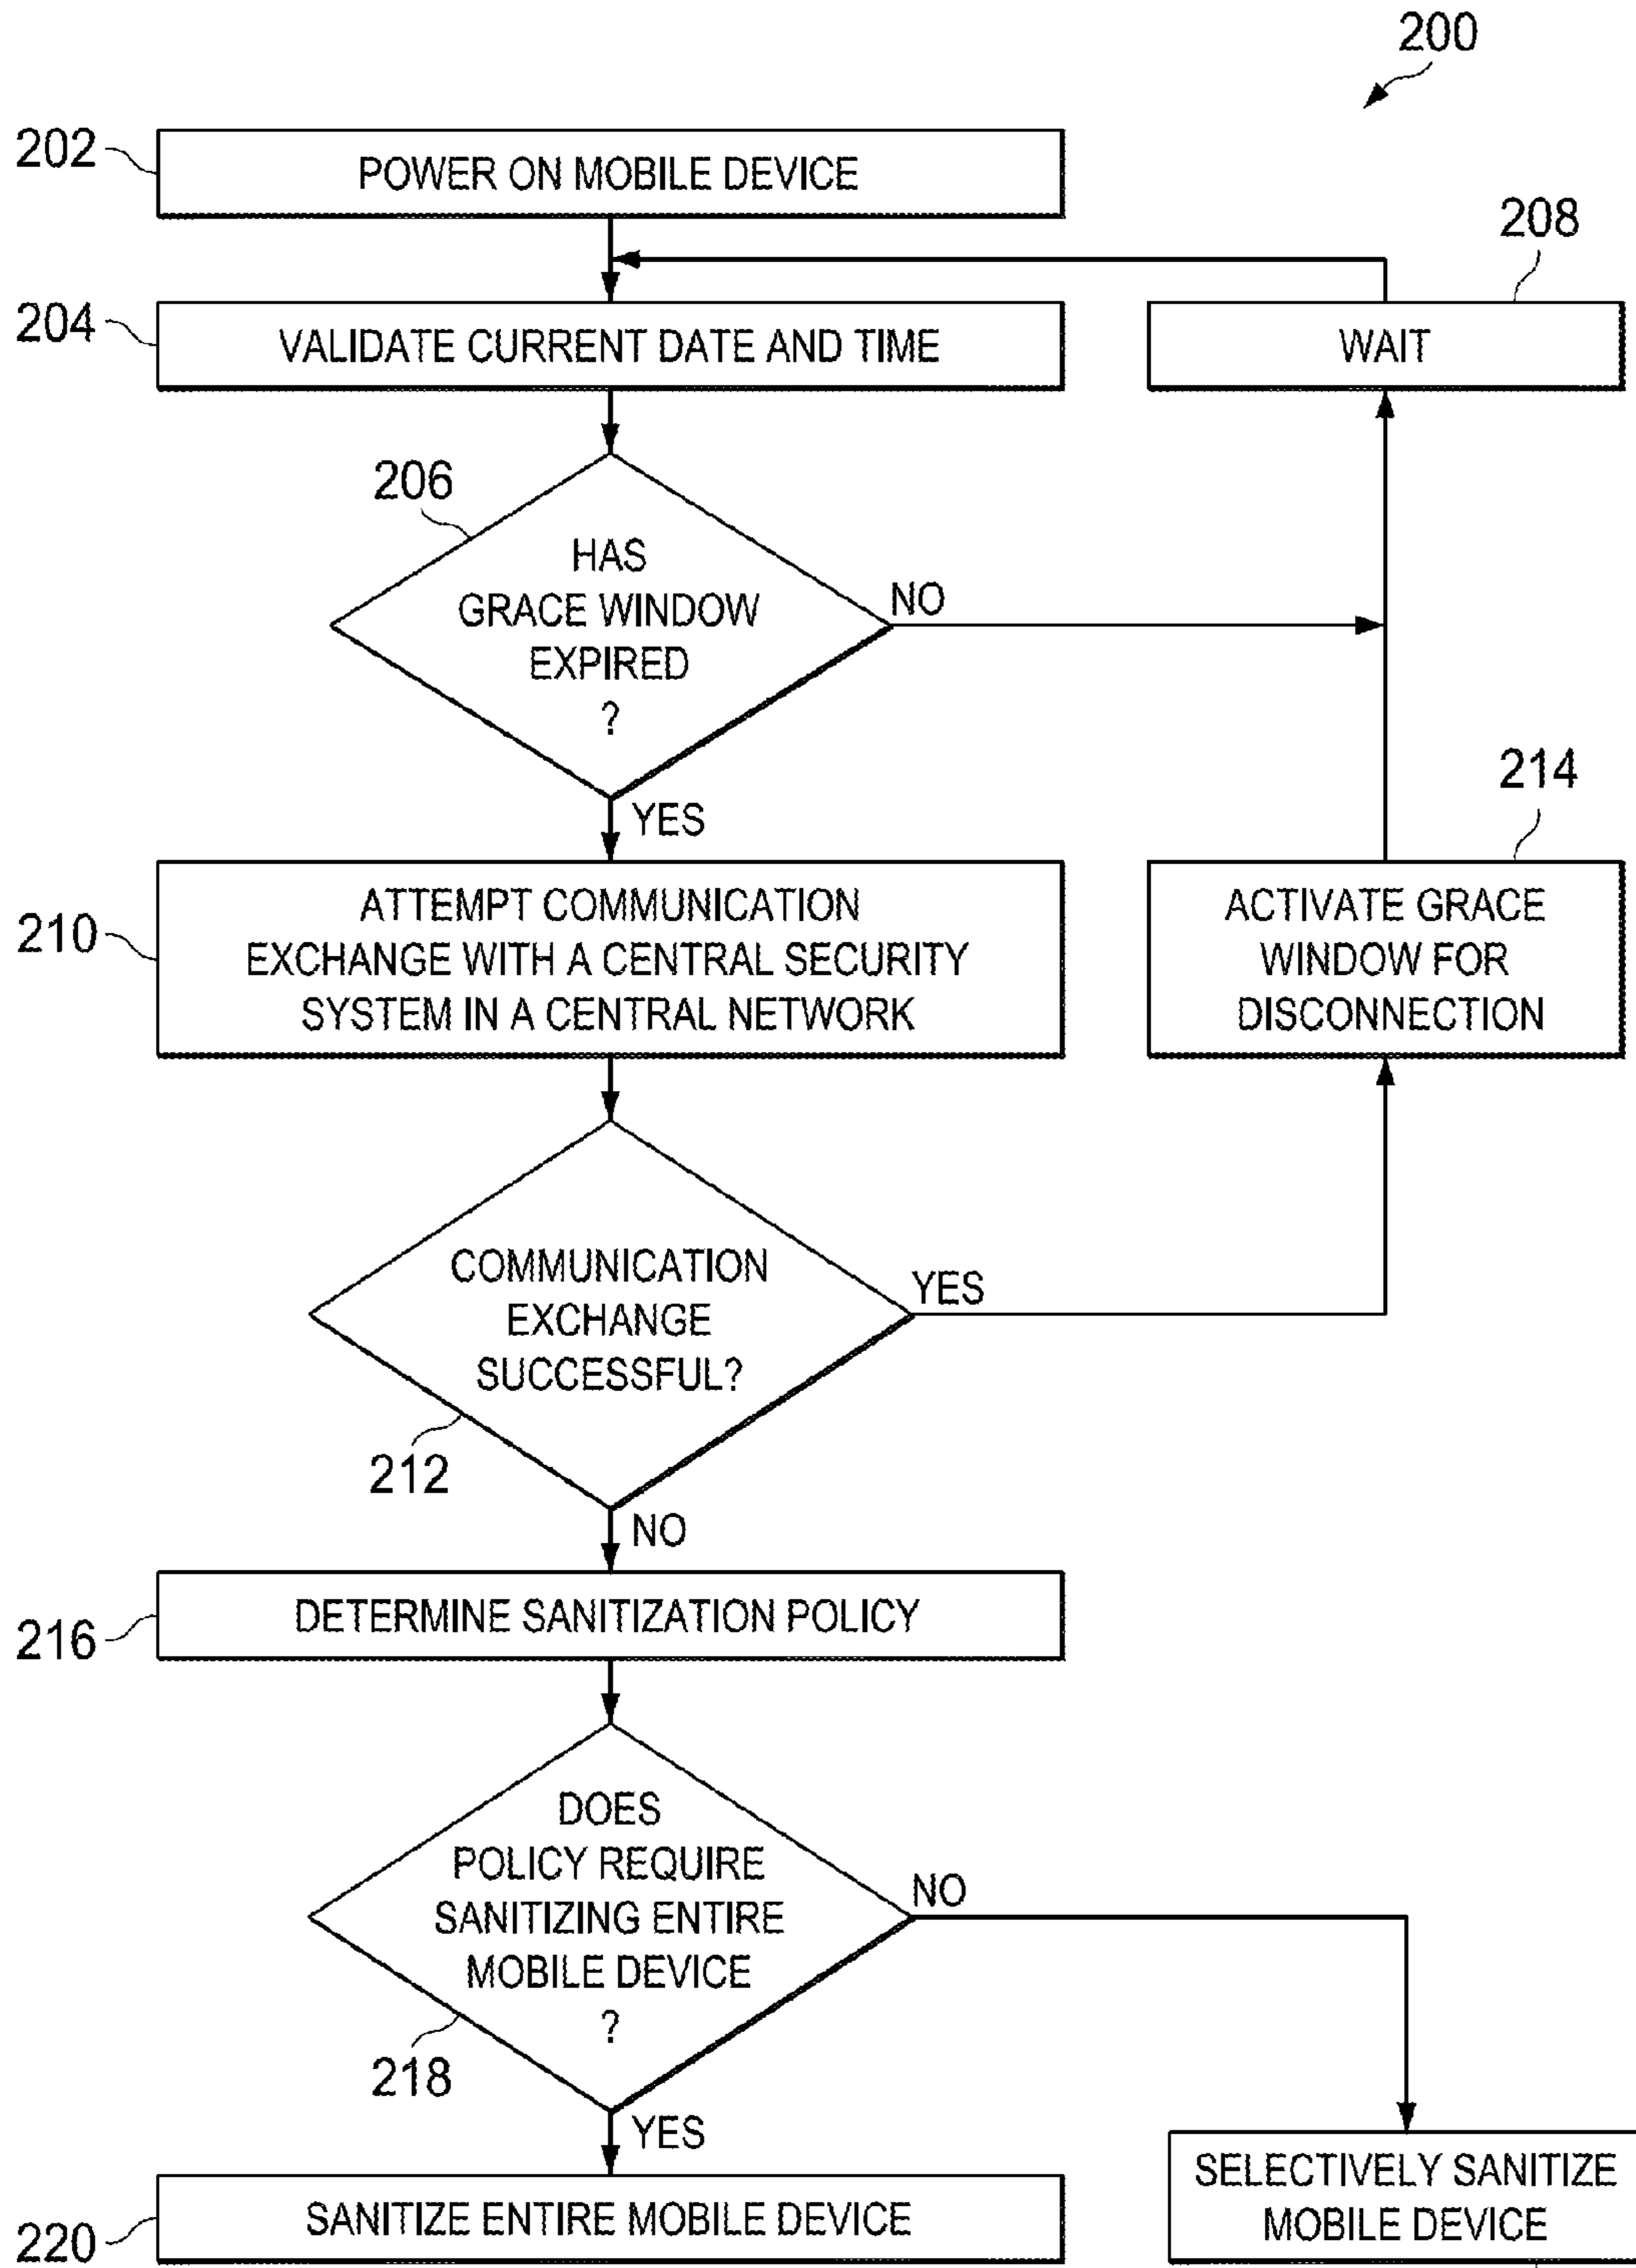 200
202
POWER ON MOBILE DEVICE
208
204
VALIDATE CURRENT DATE AND TIME
WAIT
206
HAS
GRACE WINDOW
EXPIRED
?
NO
YES
214
210
ATTEMPT COMMUNICATION
EXCHANGE WITH A CENTRAL SECURITY
SYSTEM IN A CENTRAL NETWORK
ACTIVATE GRACE
WINDOW FOR
DISCONNECTION
COMMUNICATION
EXCHANGE
SUCCESSFUL?
YES
212
NO
216
DETERMINE SANITIZATION POLICY
DOES
POLICY REQUIRE
SANITIZING ENTIRE
MOBILE DEVICE
?
NO
218
YES
220
SANITIZE ENTIRE MOBILE DEVICE
SELECTIVELY SANITIZE
MOBILE DEVICE